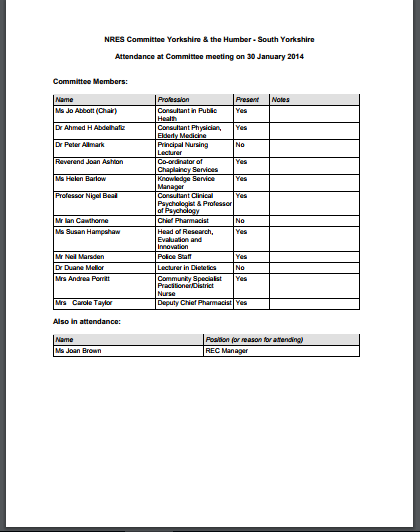 NRES Committee Yorkshire & the Humber - South Yorkshire
Attendance at Committee meeting on 30 January 2014
Committee Members:
Name Profession Present Notes
Ms Jo Abbott (Chair) Consultant in Public Yes
Health
Dr Ahmed H Abdelhafiz Consultant Physician, Yes
Elderly Medicine
Dr Peter Allmark Principal Nursing No
Lecturer
Reverend Joan Ashton Co-ordinator of Yes
Chaplaincy Services
Ms Helen Barlow Knowledge Service Yes
Manager
Professor Nigel Beail Consultant Clinical Yes
Psychologist & Professor
of Psychology
Mr Ian Cawthorne Chief Pharmacist No
Ms Susan Hampshaw Head of Research, Yes
Evaluation and
Innovation
Mr Neil Marsden Police Staff Yes
Dr Duane Mellor Lecturer in Dietetics No
Mrs Andrea Porritt Community Specialist Yes
Practitioner/District
Nurse
Mrs Carole Taylor Deputy Chief Pharmacist Yes
Also in attendance:
Name Position (or reason for attending)
Ms Joan Brown REC Manager